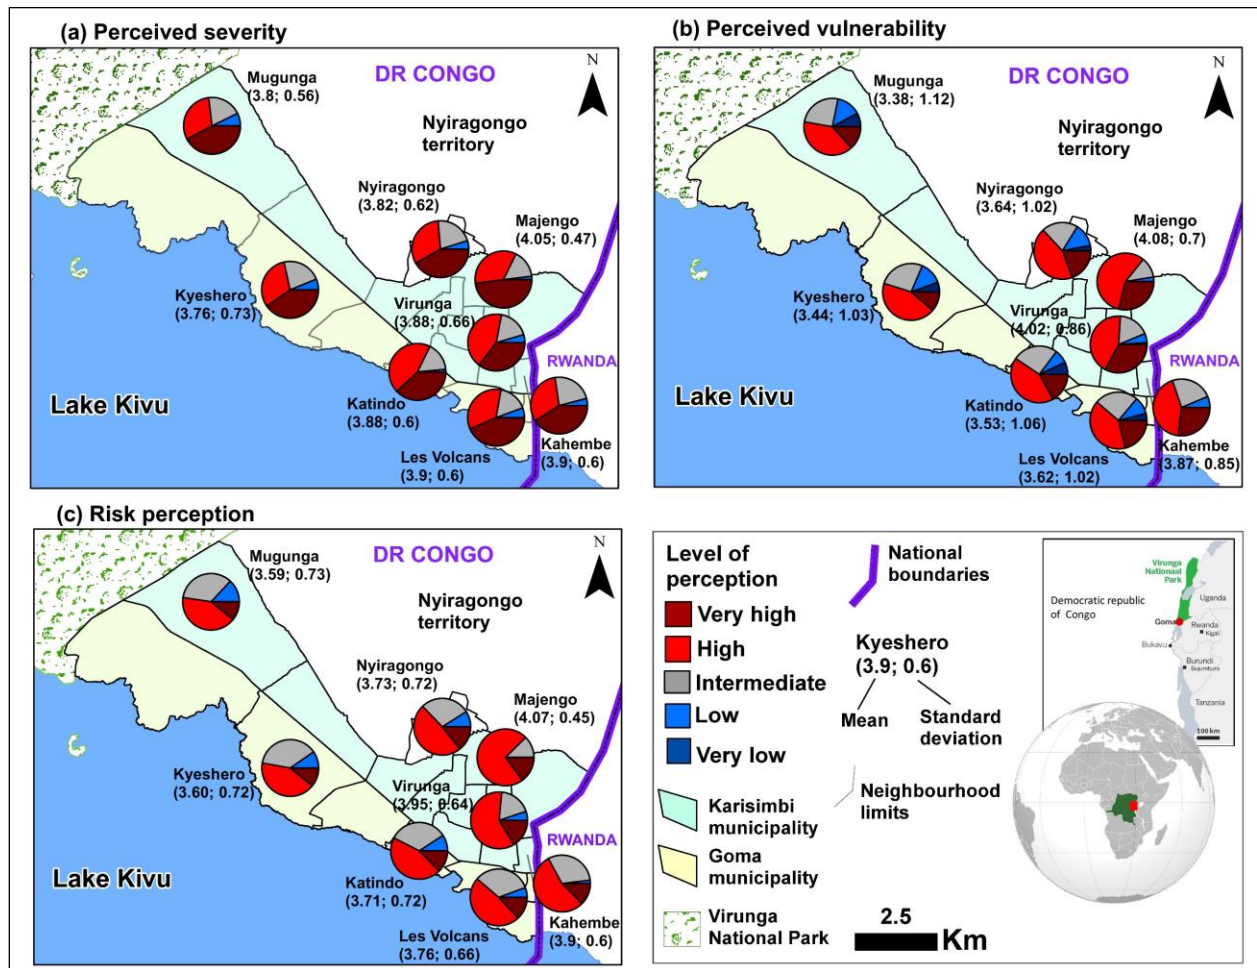 (a) Perceived severity
Mugunga
(3.8; 0.56)
DR CONGO
N
Nyiragongo
territory
Nyiragongo
(3.82; 0.62)
Majengo
(4.05; 0.47)
Kyeshero
(3.76; 0.73)
Virunga
(3.88; 0.66)
RWANDA
Lake Kivu
Katindo
(3.88; 0.6)
Les Volcans
(3.9; 0.6)
Kahembe
(3.9; 0.6)
(b) Perceived vulnerability
Mugunga
(3.38; 1.12)
DR CONGO
N
Nyiragongo
territory
Nyiragongo
(3.64; 1.02)
Majengo
(4.08; 0.7)
Kyeshero
(3.44; 1.03)
Virunga
(4.02; 0.86)
RWANDA
Lake Kivu
Katindo
(3.53; 1.06)
Les Volcans
(3.62; 1.02)
Kahembe
(3.87; 0.85)
(c) Risk perception
Mugunga
(3.59; 0.73)
DR CONGO
N
Nyiragongo
territory
Nyiragongo
(3.73; 0.72)
Majengo
(4.07; 0.45)
Kyeshero
(3.60; 0.72)
Virunga
(3.95; 0.64)
RWANDA
Lake Kivu
Katindo
(3.71; 0.72)
Les Volcans
(3.76; 0.66)
Kahembe
(3.9; 0.6)
Level of
perception
Very high
High
Intermediate
Low
Very low
Karisimbi
municipality
Goma
municipality
Virunga
National Park
National
boundaries
Kyeshero
(3.9; 0.6)
Mean
Standard
deviation
Neighbourhood
limits
2.5
Km
Virunga
Nationaal
Park
Uganda
Democratic republic
of Congo
Goma
Rwanda
Kigali
Bukavu
Burundi
Bujumbura
Tanzania
100 km